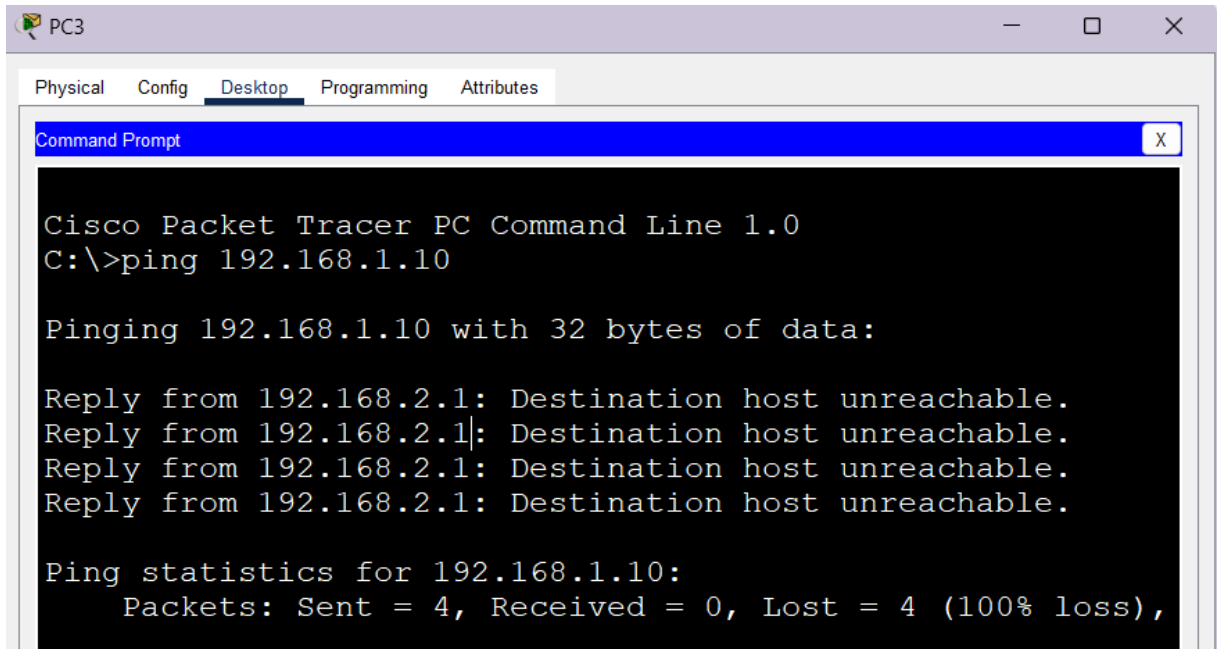 PC3
Physical Config Desktop Programming Attributes
Command Prompt
X
Cisco Packet Tracer PC Command Line 1.0
C:\>ping 192.168.1.10
Pinging 192.168.1.10 with 32 bytes of data:
Reply from 192.168.2.1: Destination host unreachable.
Reply from 192.168.2.1: Destination host unreachable.
Reply from 192.168.2.1: Destination host unreachable.
Reply from 192.168.2.1: Destination host unreachable.
Ping statistics for 192.168.1.10:
Packets: Sent = 4, Received = 0, Lost = 4 (100% loss),